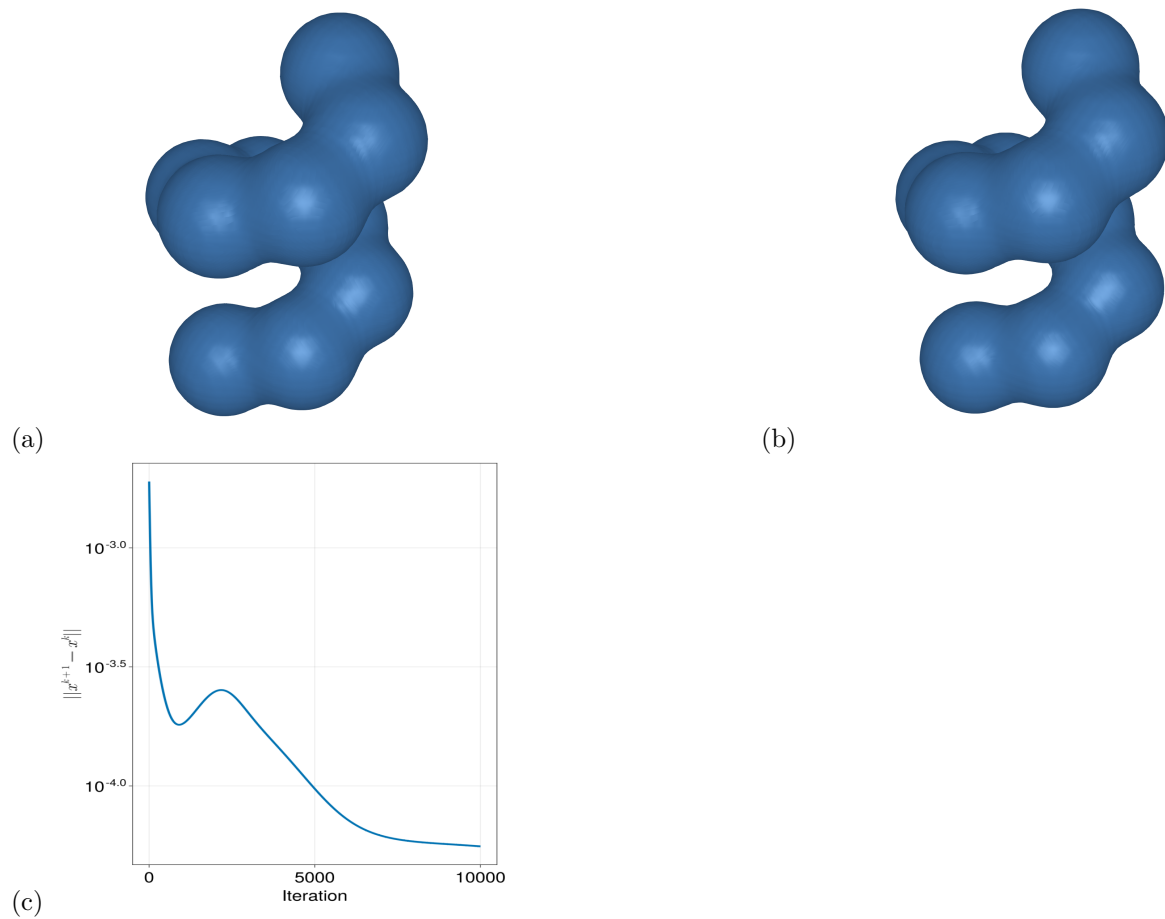 (a)
(b)
10^-3.0
10^-3.5
10^-4.0
||x^{k+1} − x^k||
0
5000
10000
Iteration
(c)